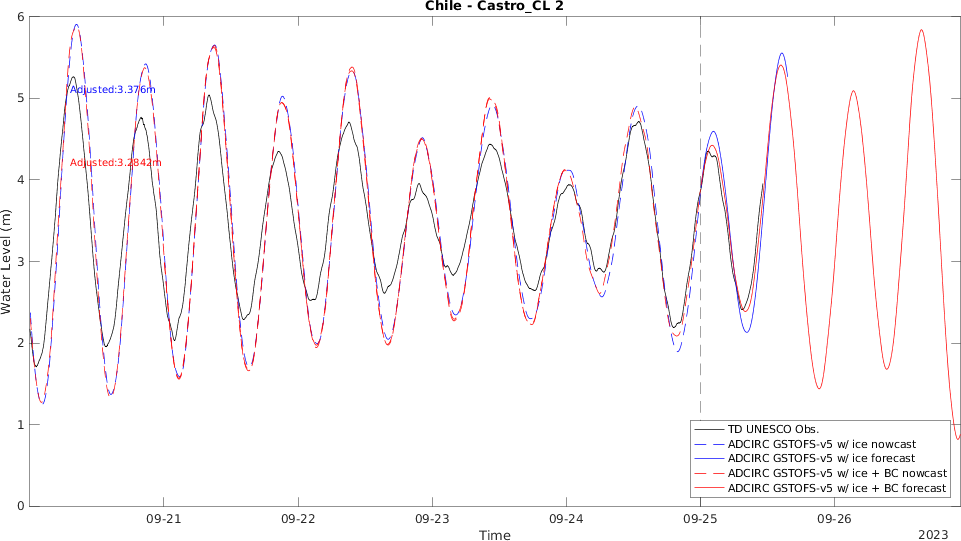 Chile - Castro_CL 2
Water Level (m)
6
5
4
3
2
1
0
Adjusted:3.376m
Adjusted:3.2842m
TD UNESCO Obs.
ADCIRC GSTOFS-v5 w/ ice nowcast
ADCIRC GSTOFS-v5 w/ ice forecast
ADCIRC GSTOFS-v5 w/ ice + BC nowcast
ADCIRC GSTOFS-v5 w/ ice + BC forecast
09-21 09-22 09-23 09-24 09-25 09-26
Time
2023